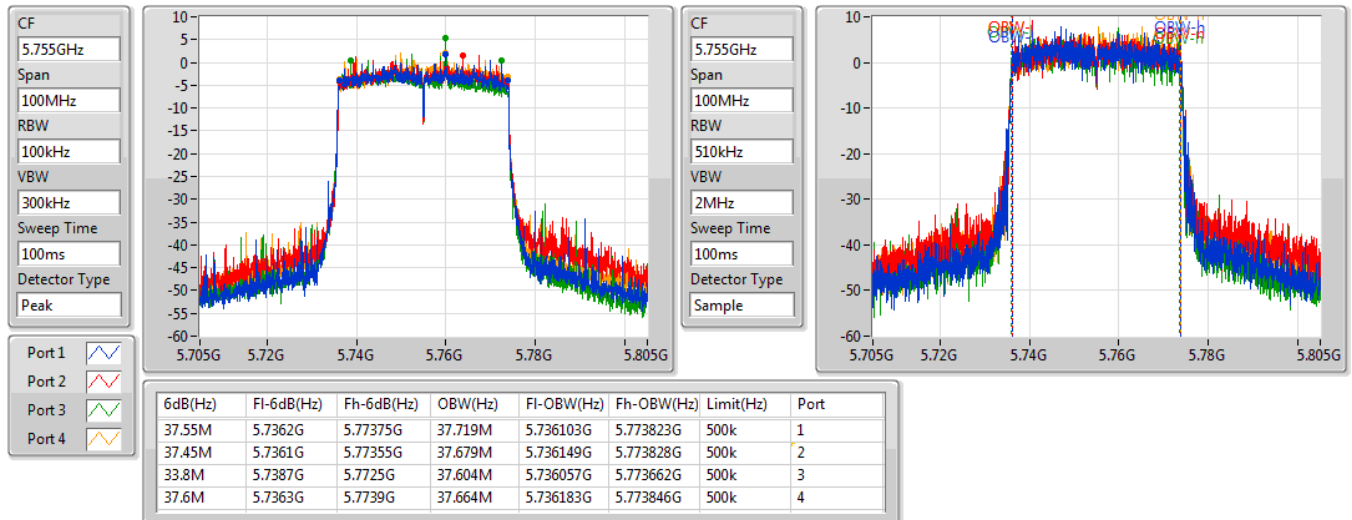 CF
5.755GHz
Span
100MHz
RBW
100kHz
VBW
300kHz
Sweep Time
100ms
Detector Type
Peak
10
5
0
-5
-10
-15
-20
-25
-30
-35
-40
-45
-50
-55
-60
5.705G 5.72G 5.74G 5.76G 5.78G 5.805G
CF
5.755GHz
Span
100MHz
RBW
510kHz
VBW
2MHz
Sweep Time
100ms
Detector Type
Sample
10
0
-10
-20
-30
-40
-50
-60
5.705G 5.72G 5.74G 5.76G 5.78G 5.805G
OBW-h
Port 1
Port 2
Port 3
Port 4
6dB(Hz) Fl-6dB(Hz) Fh-6dB(Hz) OBW(Hz) Fl-OBW(Hz) Fh-OBW(Hz) Limit(Hz) Port
37.55M 5.7362G 5.77375G 37.719M 5.736103G 5.773823G 500k 1
37.45M 5.7361G 5.77355G 37.679M 5.736149G 5.773828G 500k 2
33.8M 5.7387G 5.7725G 37.604M 5.736057G 5.773662G 500k 3
37.6M 5.7363G 5.7739G 37.664M 5.736183G 5.773846G 500k 4